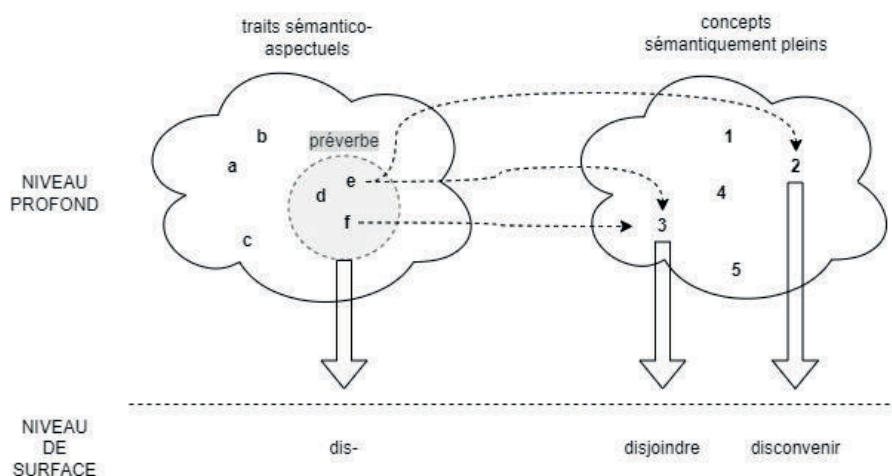 traits sémantico-
aspectuels
concepts
sémantiquement pleins
NIVEAU
PROFOND
a
b
c
préverbe
d
e
f
1
2
3
4
5
NIVEAU
DE
SURFACE
dis-
disjoindre
disconvenir